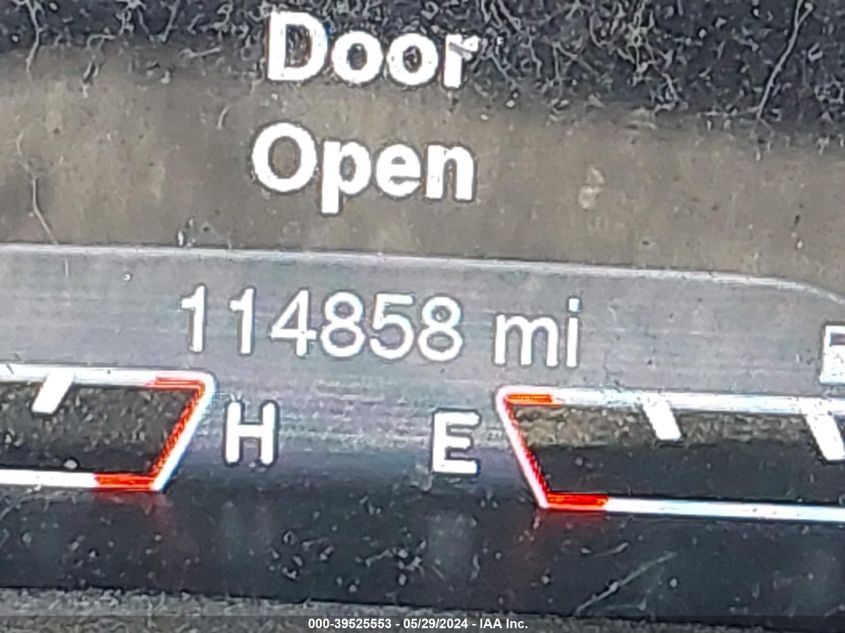 Door
Open
114858 mi
H E
000-39525553 - 05/29/2024 - IAA Inc.